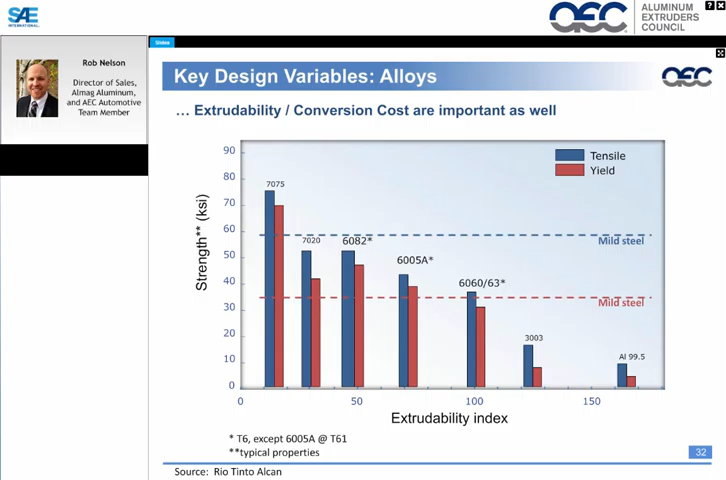 SAE
INTERNATIONAL
AEC
ALUMINUM
EXTRUDERS
COUNCIL
Rob Nelson
Director of Sales,
Almag Aluminum,
and AEC Automotive
Team Member
Slides
Key Design Variables: Alloys
AEC
… Extrudability / Conversion Cost are important as well
Strength** (ksi)
90
80
70
60
50
40
30
20
10
0
Tensile
Yield
7075
7020
6082*
6005A*
6060/63*
3003
Al 99.5
Mild steel
Mild steel
0
50
100
150
Extrudability index
* T6, except 6005A @ T61
**typical properties
32
Source: Rio Tinto Alcan